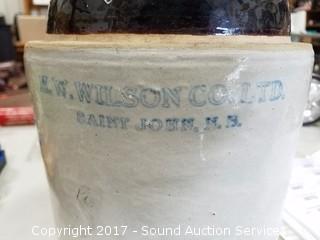 W. WILSON CO. LTD.
SAINT JOHN, N. B.
Copyright 2017 - Sound Auction Services